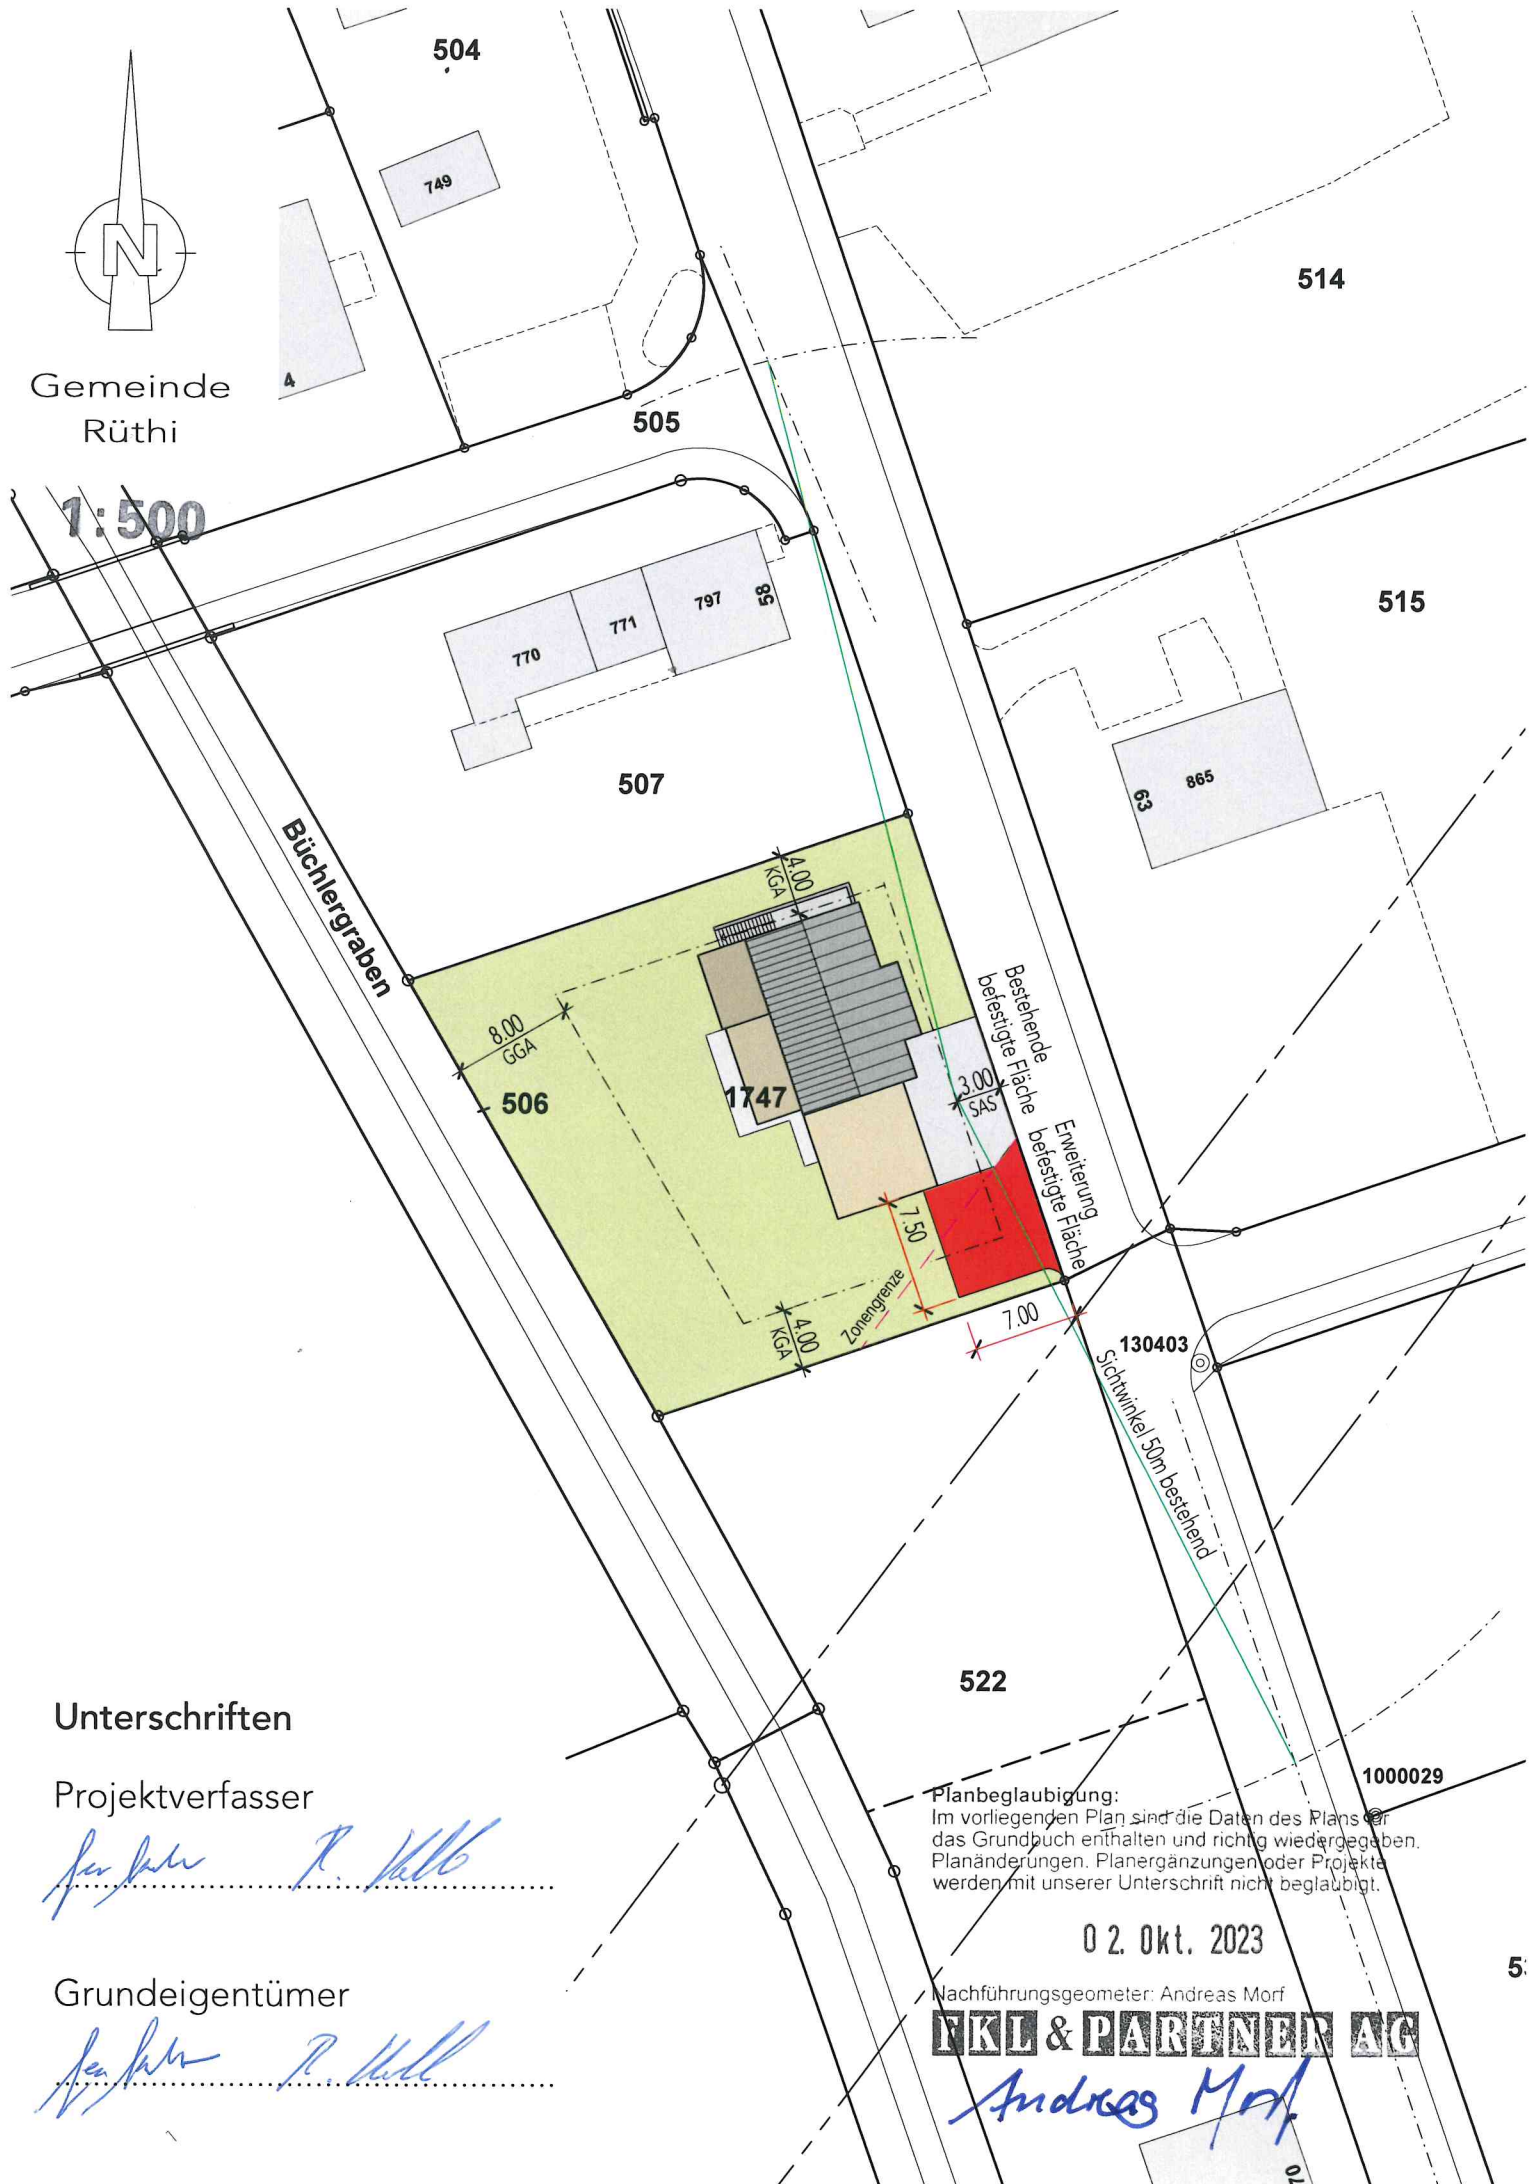 504
749
N
514
Gemeinde
Rüthi
4
505
1:500
515
797
58
771
770
507
63
865
Büchlergraben
4.00
KGA
8.00
GGA
506
1747
Bestehende
befestigte Fläche
3.00
SAS
Erweiterung
befestigte Fläche
7.50
Zonengrenze
4.00
KGA
7.00
130403
Sichtwinkel 50m bestehend
522
Unterschriften
Projektverfasser
Grundeigentümer
1000029
Planbeglaubigung:
Im vorliegenden Plan sind die Daten des Plans für
das Grundbuch enthalten und richtig wiedergegeben.
Planänderungen. Planergänzungen oder Projekte
werden mit unserer Unterschrift nicht beglaubigt.
02. Okt. 2023
Nachführungsgeometer: Andreas Morf
FKL & PARTNER AG
Andreas Morf
70